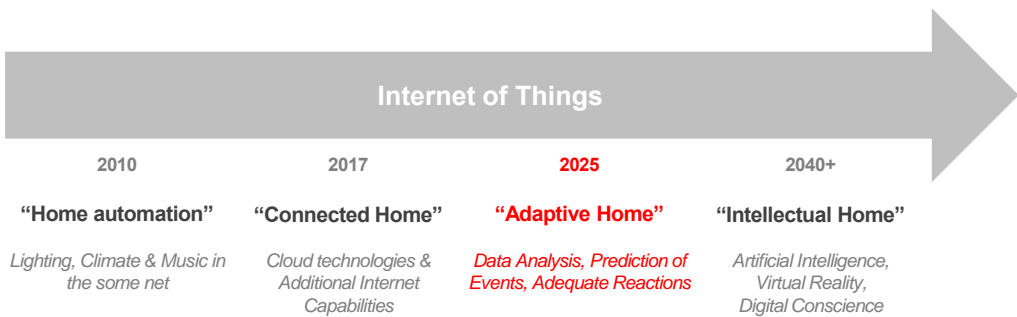 Internet of Things
2010
2017
2025
2040+
“Home automation”
“Connected Home”
“Adaptive Home”
“Intellectual Home”
Lighting, Climate & Music in
the some net
Cloud technologies &
Additional Internet
Capabilities
Data Analysis, Prediction of
Events, Adequate Reactions
Artificial Intelligence,
Virtual Reality,
Digital Conscience